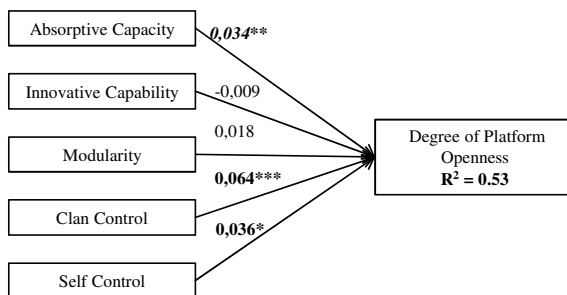 Absorptive Capacity
0,034**
Innovative Capability
-0,009
0,018
Modularity
Degree of Platform
Openness
R² = 0.53
0,064***
Clan Control
0,036*
Self Control